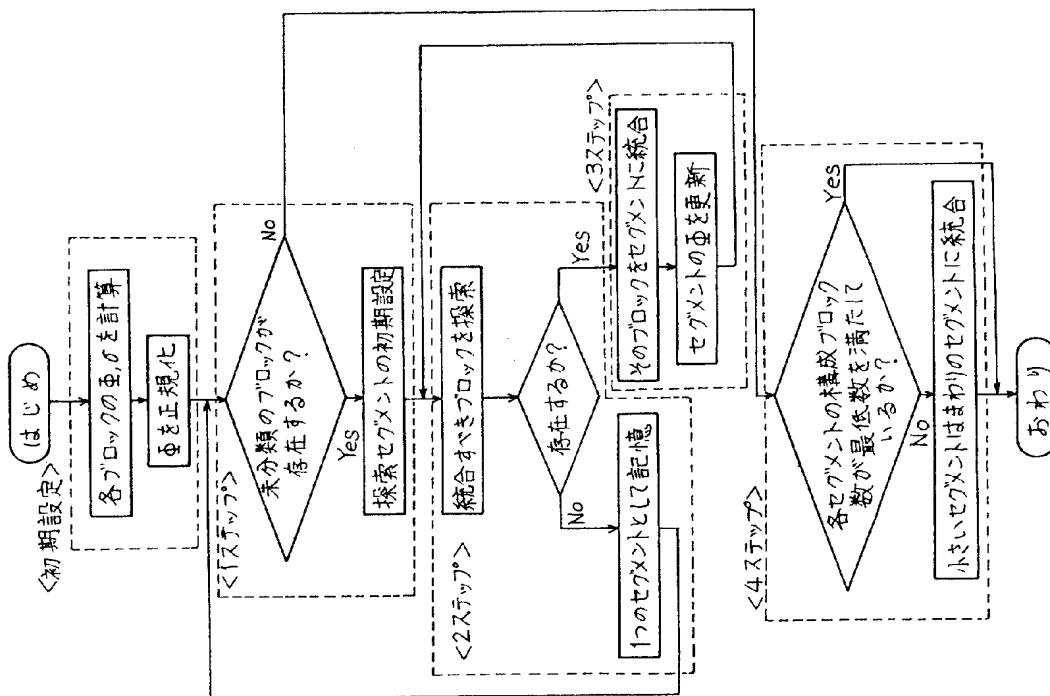 はじめ
<初期設定>
各ブロックの亜,σを計算
亜を正規化
<1ステップ>
未分類のブロックが
存在するか?
No
Yes
探索セグメントの初期設定
<2ステップ>
統合すべきブロックを探索
存在するか?
No
Yes
1つのセグメントとして記憶
<3ステップ>
そのブロックをセグメントに統合
セグメントの亜を更新
<4ステップ>
各セグメントの構成ブロック
数が最低数を満たして
いるか?
Yes
No
小さいセグメントはまわりのセグメントに統合
おわり